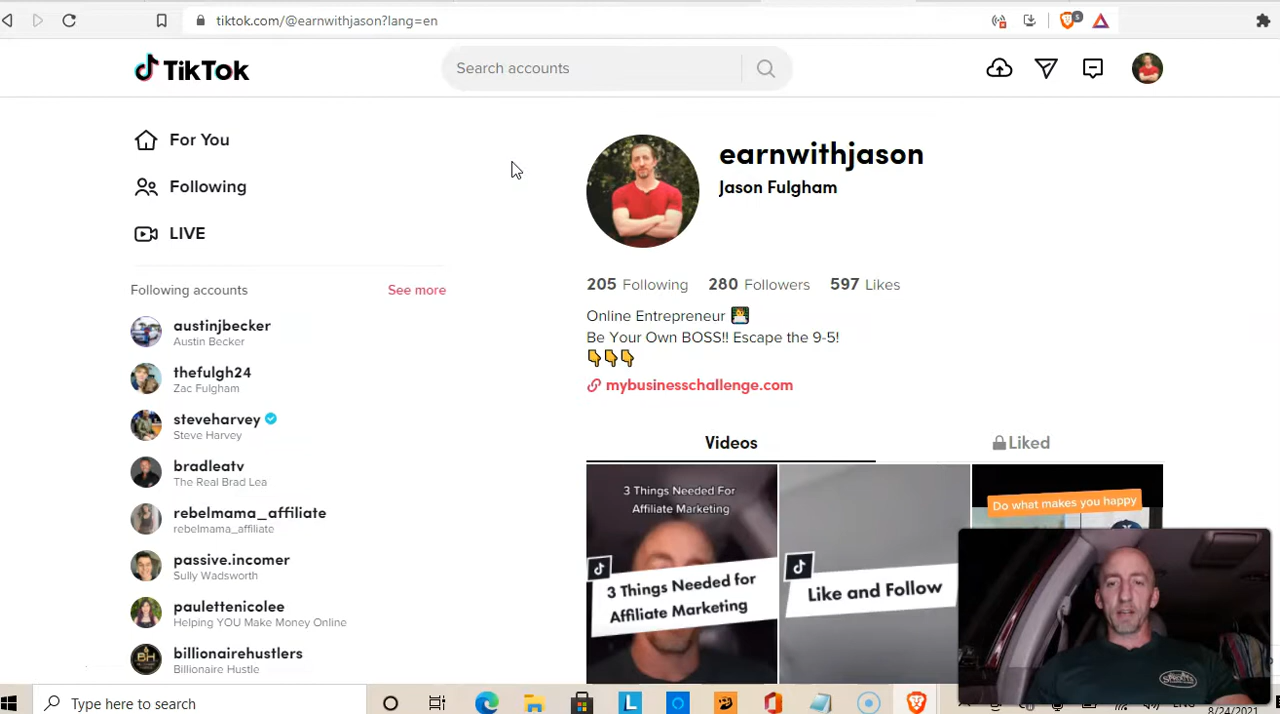 tiktok.com/@earnwithjason?lang=en
5
TikTok
Search accounts
For You
Following
LIVE
Following accounts
See more
austinjbecker
Austin Becker
thefulgh24
Zac Fulgham
steveharvey
Steve Harvey
bradleatv
The Real Brad Lea
rebelmama_affiliate
rebelmama_affiliate
passive.incomer
Sully Wadsworth
paulettenicolee
Helping YOU Make Money Online
billionairehustlers
Billionaire Hustle
earnwithjason
Jason Fulgham
205 Following 280 Followers 597 Likes
Online Entrepreneur 👨‍💻
Be Your Own BOSS!! Escape the 9-5!
👇👇👇
mybusinesschallenge.com
Videos
Liked
3 Things Needed For
Affiliate Marketing
3 Things Needed for
Affiliate Marketing
Like and Follow
Do what makes you happy
Type here to search
8/24/2021